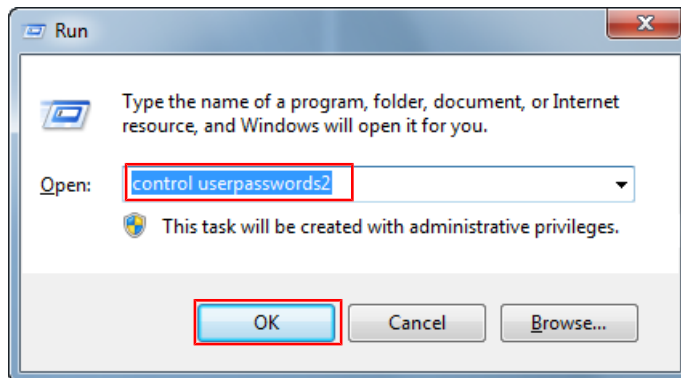 Run
Type the name of a program, folder, document, or Internet
resource, and Windows will open it for you.
Open: control userpasswords2
This task will be created with administrative privileges.
OK Cancel Browse...